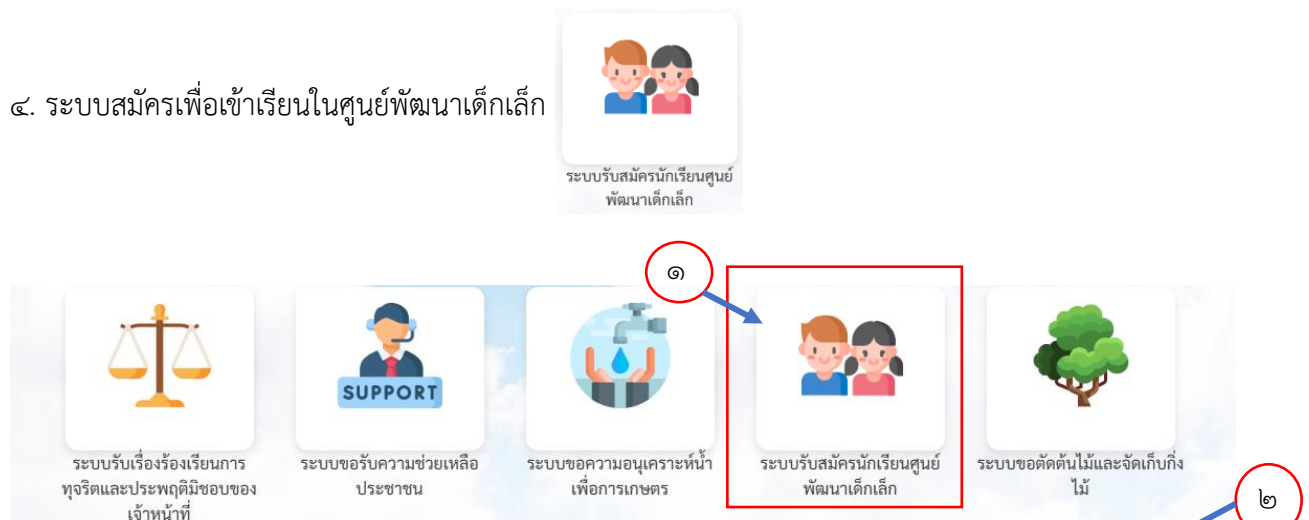 ๔. ระบบสมัครเพื่อเข้าเรียนในศูนย์พัฒนาเด็กเล็ก
ระบบรับสมัครนักเรียนศูนย์
พัฒนาเด็กเล็ก
๑
SUPPORT
ระบบรับเรื่องร้องเรียนการ
ทุจริตและประพฤติมิชอบของ
เจ้าหน้าที่
ระบบขอรับความช่วยเหลือ
ประชาชน
ระบบขอความอนุเคราะห์น้ำ
เพื่อการเกษตร
ระบบรับสมัครนักเรียนศูนย์
พัฒนาเด็กเล็ก
ระบบขอตัดต้นไม้และจัดเก็บกิ่ง
ไม้
๒